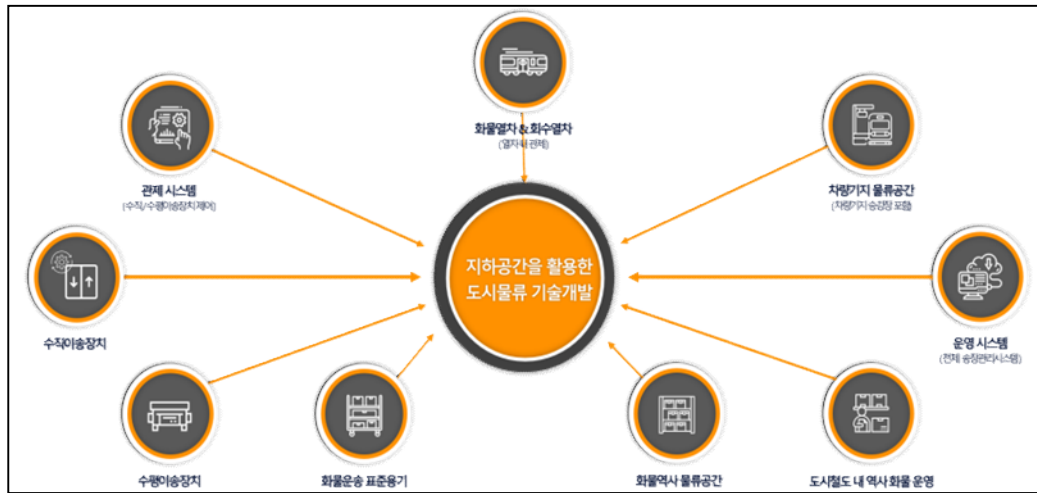 화물열차 & 회수열차
(열차 내 관제)
관제 시스템
(수직/수평이송장치 제어)
차량기지 물류공간
(차량기지 승강장 포함)
지하공간을 활용한
도시물류 기술개발
수직이송장치
운영 시스템
(전체 송장관리시스템)
수평이송장치
화물운송 표준용기
화물역사 물류공간
도시철도 내 역사 화물 운영